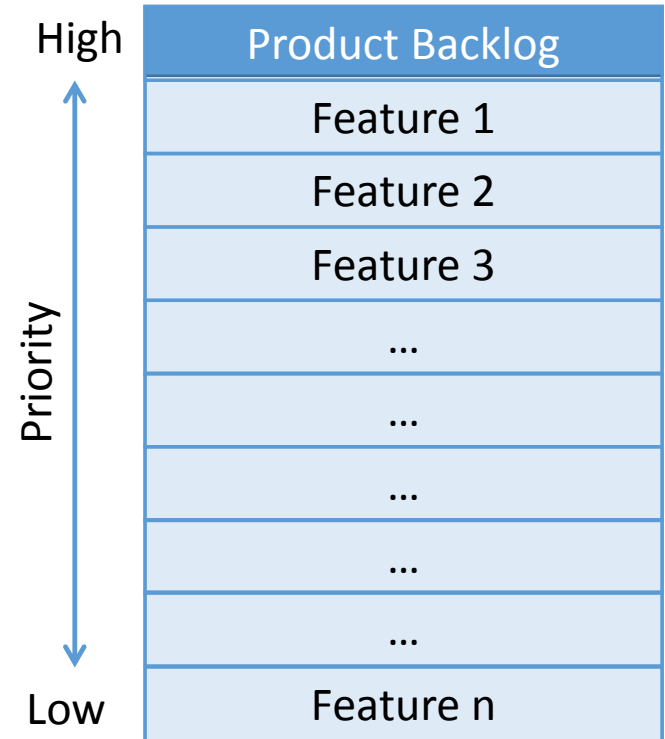 High
Product Backlog
Feature 1
Feature 2
Feature 3
...
...
...
...
...
Feature n
Priority
Low